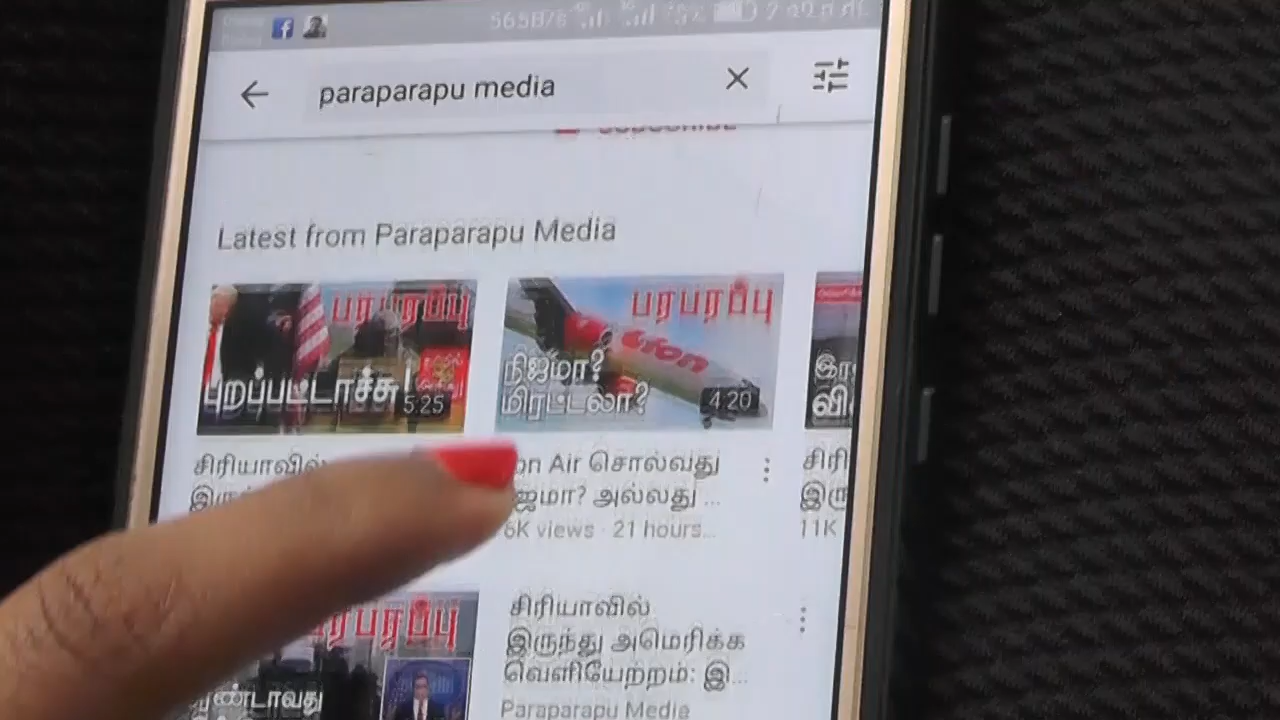 paraparapu media
SUBSCRIBE
Latest from Paraparapu Media
பரபரப்பு
புறப்பட்டாச்சு!
5:25
பரபரப்பு
நிஜமா?
மிரட்டலா?
4:20
சிரியாவில்
on Air சொல்வது
ஜமா? அல்லது ...
6K views · 21 hours...
சிரி
இரு
11K
பரபரப்பு
சிரியாவில்
இருந்து அமெரிக்க
வெளியேற்றம்: இ...
Paraparapu Media